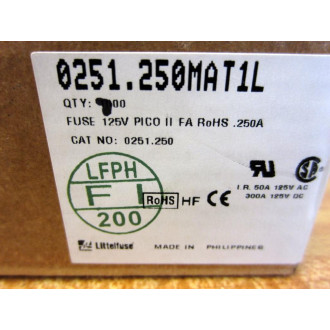 0251.250MAT1L
QTY: 00
FUSE 125V PICO II FA RoHS .250A
CAT NO: 0251.250
LFPH
FI
200
RoHS HF CE
I.R. 50A 125V AC
300A 125V DC
Littelfuse
MADE IN PHILIPPINES